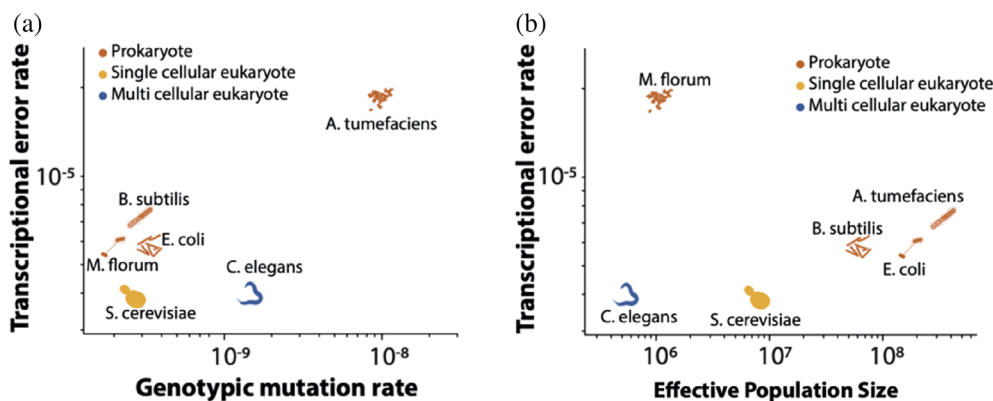 (a)
Prokaryote
Single cellular eukaryote
Multi cellular eukaryote
A. tumefaciens
B. subtilis
E. coli
M. florum
C. elegans
S. cerevisiae
10-5
Transcriptional error rate
10-9
10-8
Genotypic mutation rate
(b)
M. florum
Prokaryote
Single cellular eukaryote
Multi cellular eukaryote
A. tumefaciens
B. subtilis
E. coli
C. elegans
S. cerevisiae
10-5
Transcriptional error rate
106
107
108
Effective Population Size